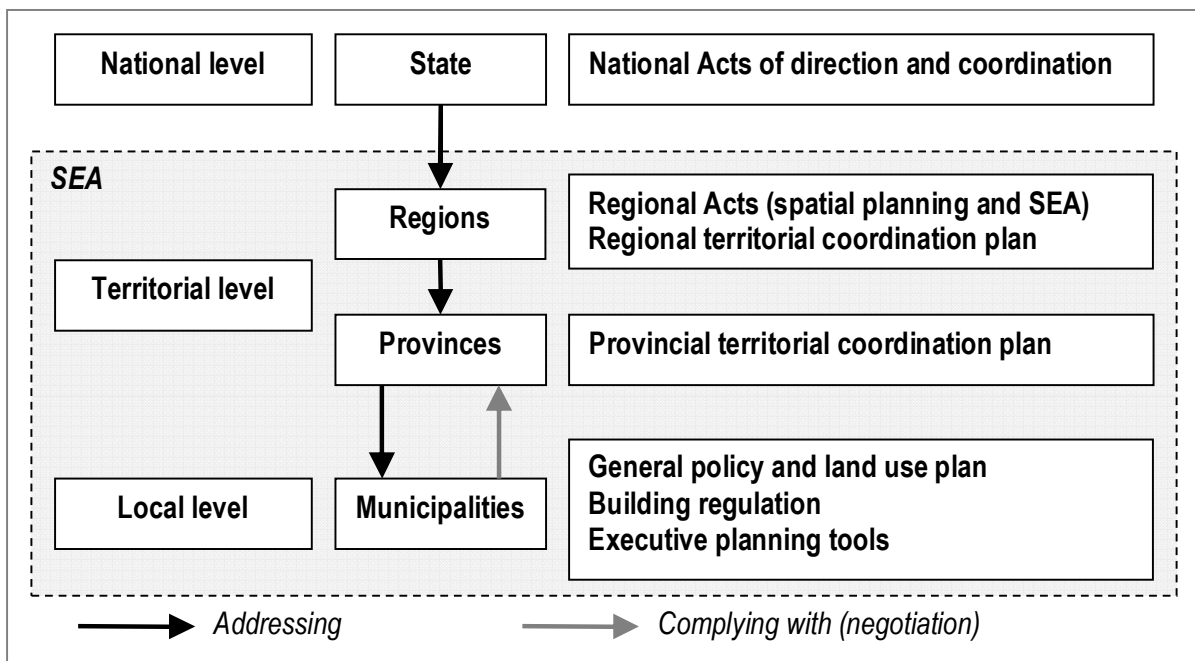 National level
State
National Acts of direction and coordination
SEA
Regions
Regional Acts (spatial planning and SEA)
Regional territorial coordination plan
Territorial level
Provinces
Provincial territorial coordination plan
Local level
Municipalities
General policy and land use plan
Building regulation
Executive planning tools
Addressing
Complying with (negotiation)